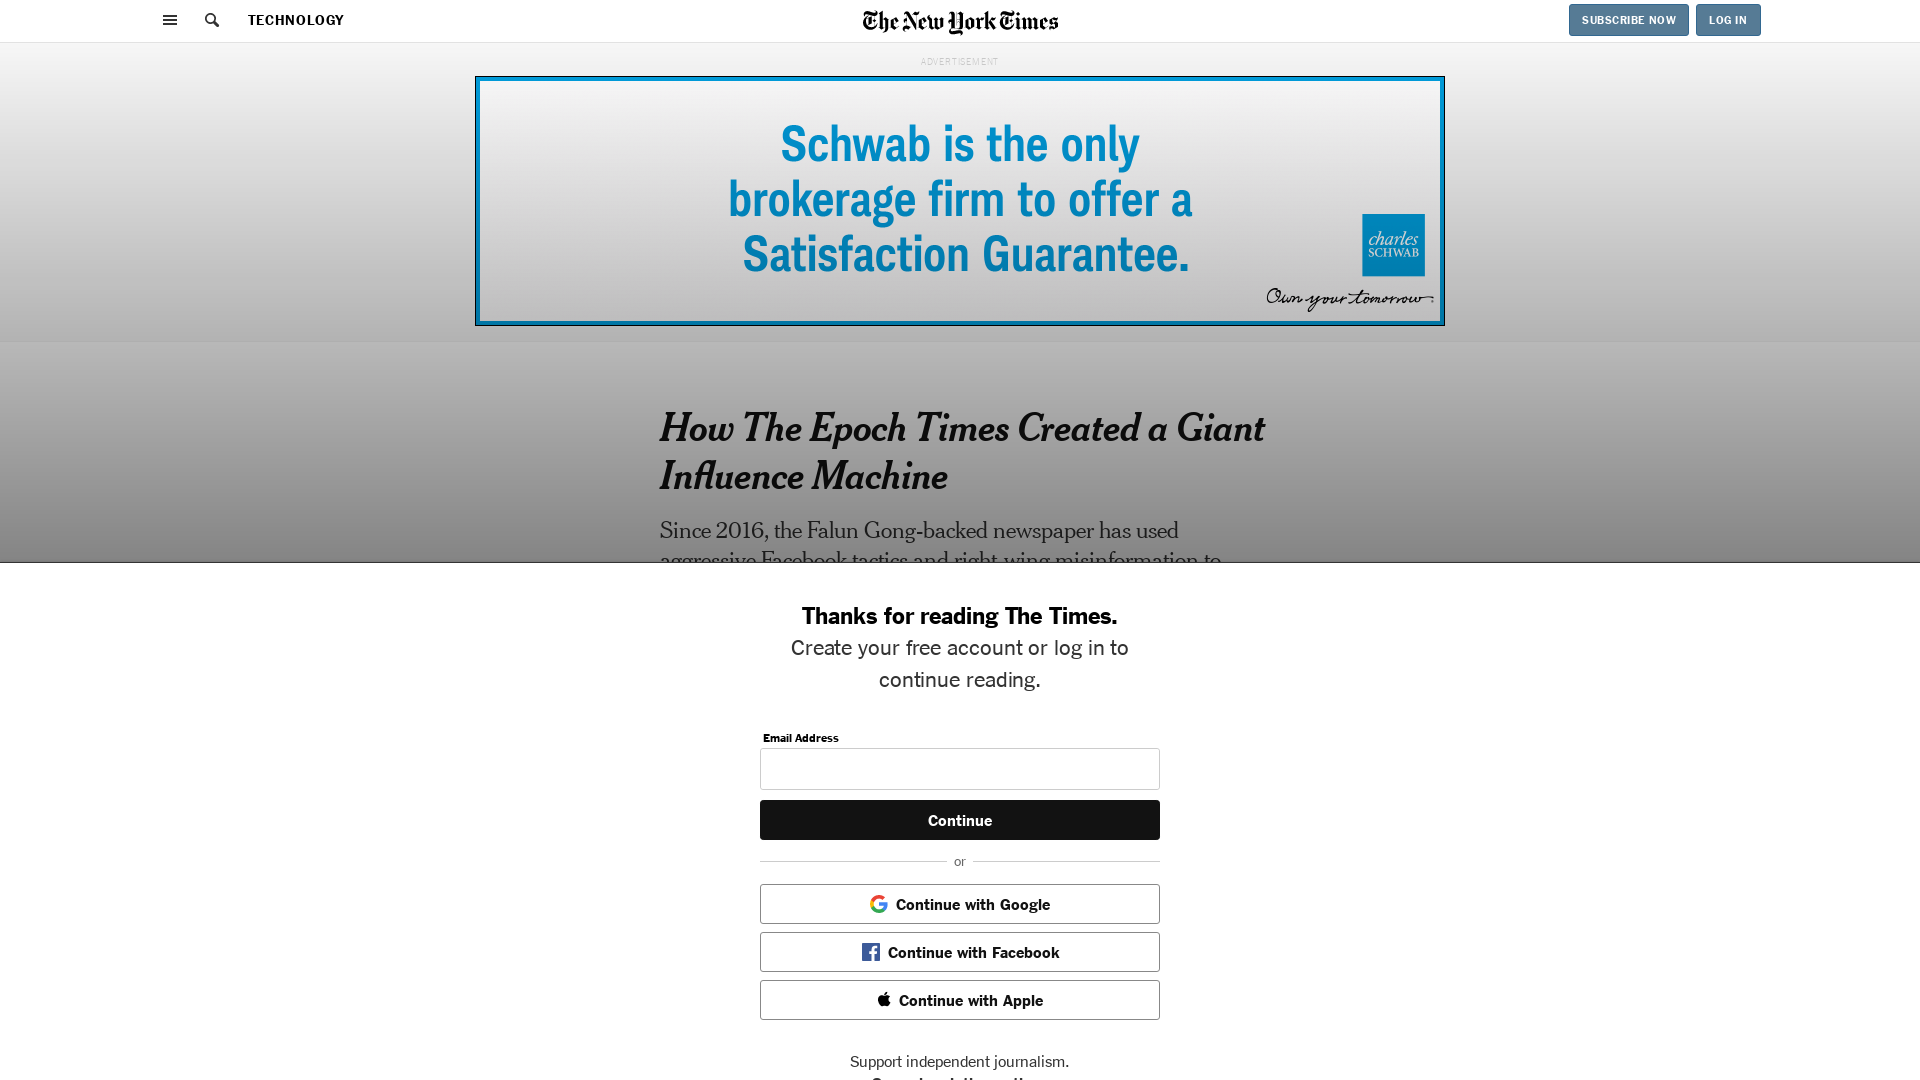 TECHNOLOGY
The New York Times
SUBSCRIBE NOW
LOG IN
ADVERTISEMENT
Schwab is the only
brokerage firm to offer a
Satisfaction Guarantee.
charles
SCHWAB
Own your tomorrow
How The Epoch Times Created a Giant
Influence Machine
Since 2016, the Falun Gong-backed newspaper has used
aggressive Facebook tactics and right-wing misinformation to
Thanks for reading The Times.
Create your free account or log in to
continue reading.
Email Address
Continue
or
Continue with Google
Continue with Facebook
Continue with Apple
Support independent journalism.